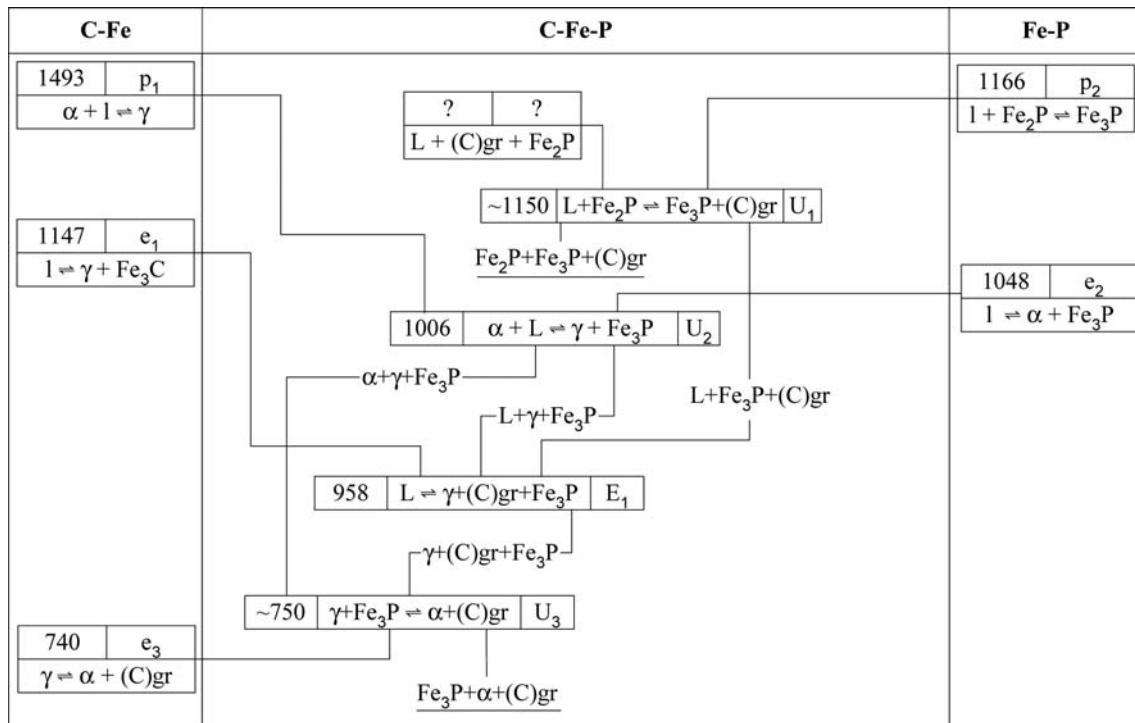 C-Fe
C-Fe-P
Fe-P
1493 p₁
α + l ⇌ γ
? ?
L + (C)gr + Fe₂P
1166 p₂
l + Fe₂P ⇌ Fe₃P
~1150 L+Fe₂P ⇌ Fe₃P+(C)gr U₁
1147 e₁
l ⇌ γ + Fe₃C
Fe₂P+Fe₃P+(C)gr
1048 e₂
l ⇌ α + Fe₃P
1006 α + L ⇌ γ + Fe₃P U₂
α+γ+Fe₃P
L+Fe₃P+(C)gr
L+γ+Fe₃P
958 L ⇌ γ+(C)gr+Fe₃P E₁
γ+(C)gr+Fe₃P
~750 γ+Fe₃P ⇌ α+(C)gr U₃
740 e₃
γ ⇌ α + (C)gr
Fe₃P+α+(C)gr